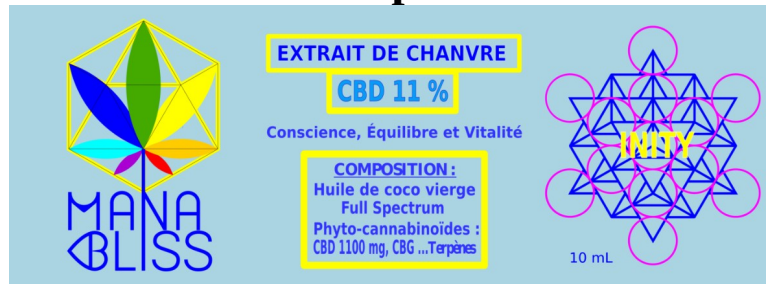 MANA
BLISS
EXTRAIT DE CHANVRE
CBD 11 %
Conscience, Équilibre et Vitalité
COMPOSITION :
Huile de coco vierge
Full Spectrum
Phyto-cannabinoïdes :
CBD 1100 mg, CBG ...Terpènes
INITY
10 mL